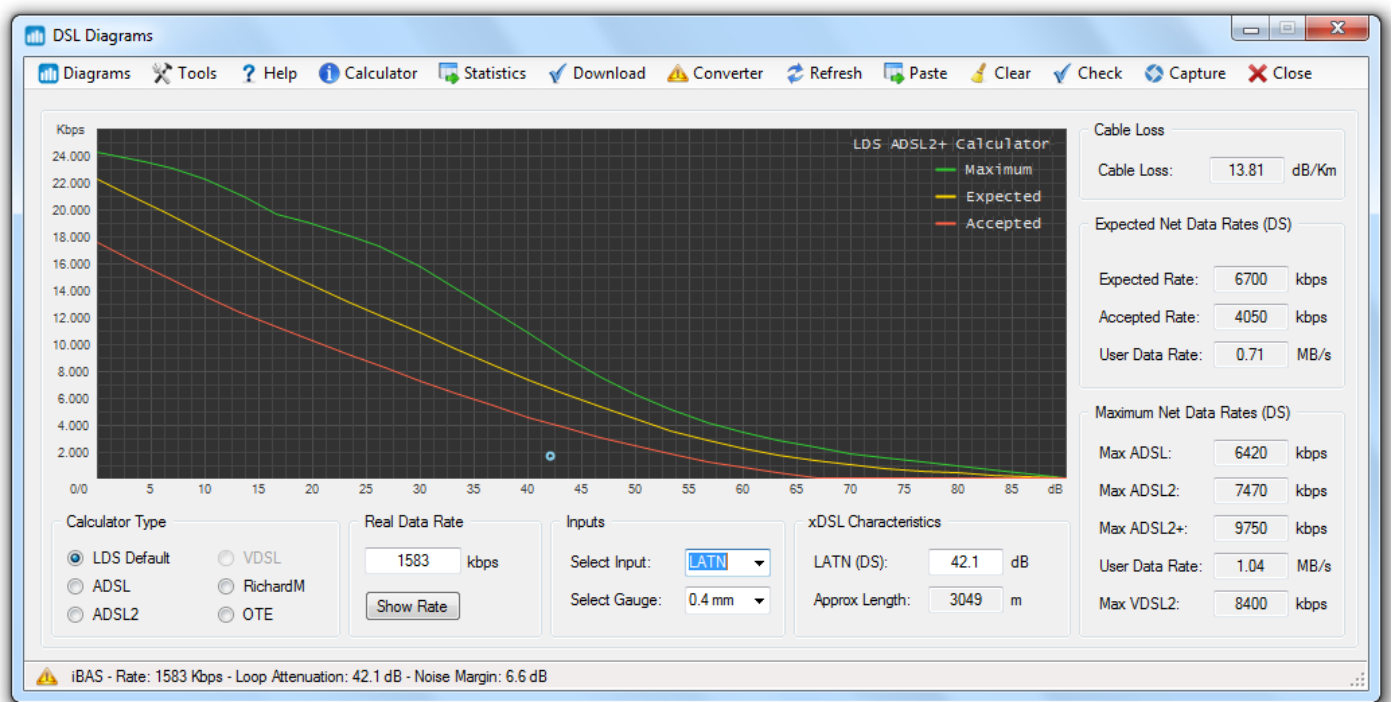 DSL Diagrams
Diagrams Tools ? Help Calculator Statistics Download Converter Refresh Paste Clear Check Capture Close
Kbps
LDS ADSL2+ Calculator
Maximum
Expected
Accepted
24.000
22.000
20.000
18.000
16.000
14.000
12.000
10.000
8.000
6.000
4.000
2.000
0/0 5 10 15 20 25 30 35 40 45 50 55 60 65 70 75 80 85 dB
Cable Loss
Cable Loss: 13.81 dB/Km
Expected Net Data Rates (DS)
Expected Rate: 6700 kbps
Accepted Rate: 4050 kbps
User Data Rate: 0.71 MB/s
Maximum Net Data Rates (DS)
Max ADSL: 6420 kbps
Max ADSL2: 7470 kbps
Max ADSL2+: 9750 kbps
User Data Rate: 1.04 MB/s
Max VDSL2: 8400 kbps
Calculator Type
LDS Default VDSL
ADSL RichardM
ADSL2 OTE
Real Data Rate
1583 kbps
Show Rate
Inputs
Select Input: LATN
Select Gauge: 0.4 mm
xDSL Characteristics
LATN (DS): 42.1 dB
Approx Length: 3049 m
iBAS - Rate: 1583 Kbps - Loop Attenuation: 42.1 dB - Noise Margin: 6.6 dB